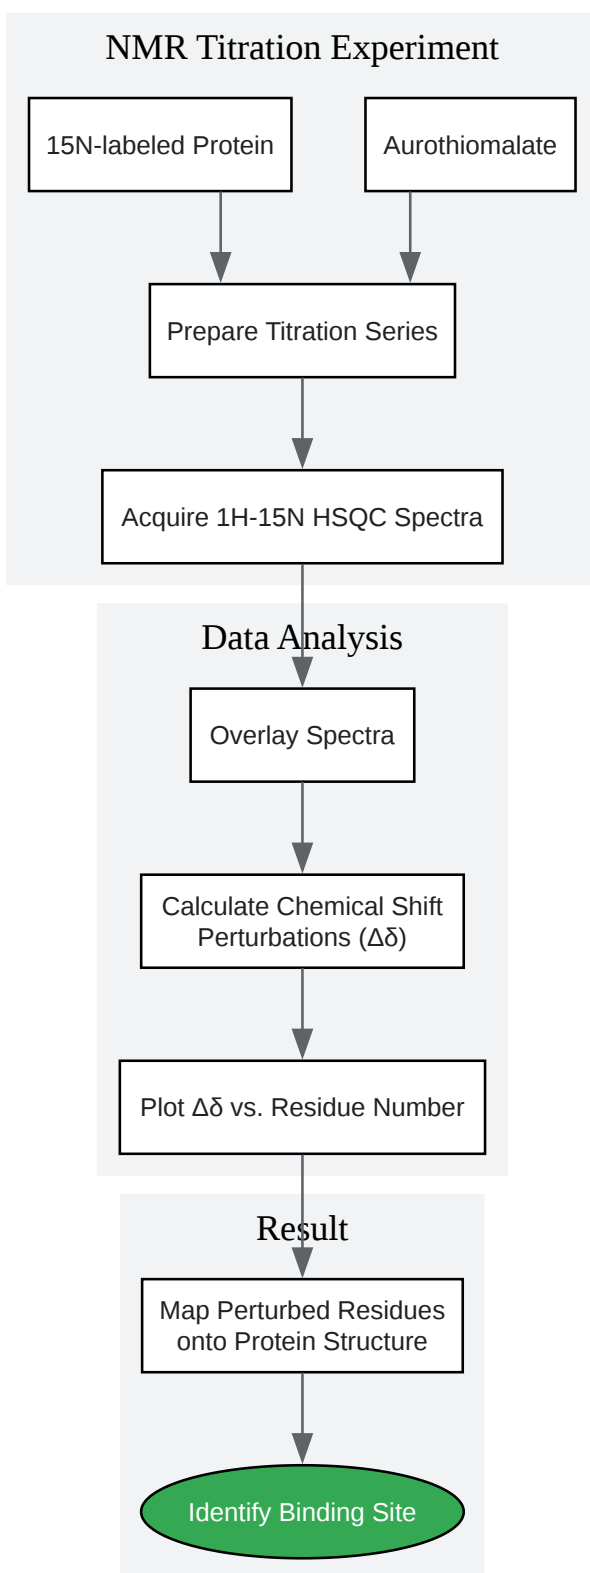 NMR Titration Experiment
15N-labeled Protein
Aurothiomalate
Prepare Titration Series
Acquire 1H-15N HSQC Spectra
Data Analysis
Overlay Spectra
Calculate Chemical Shift
Perturbations (Δδ)
Plot Δδ vs. Residue Number
Result
Map Perturbed Residues
onto Protein Structure
Identify Binding Site